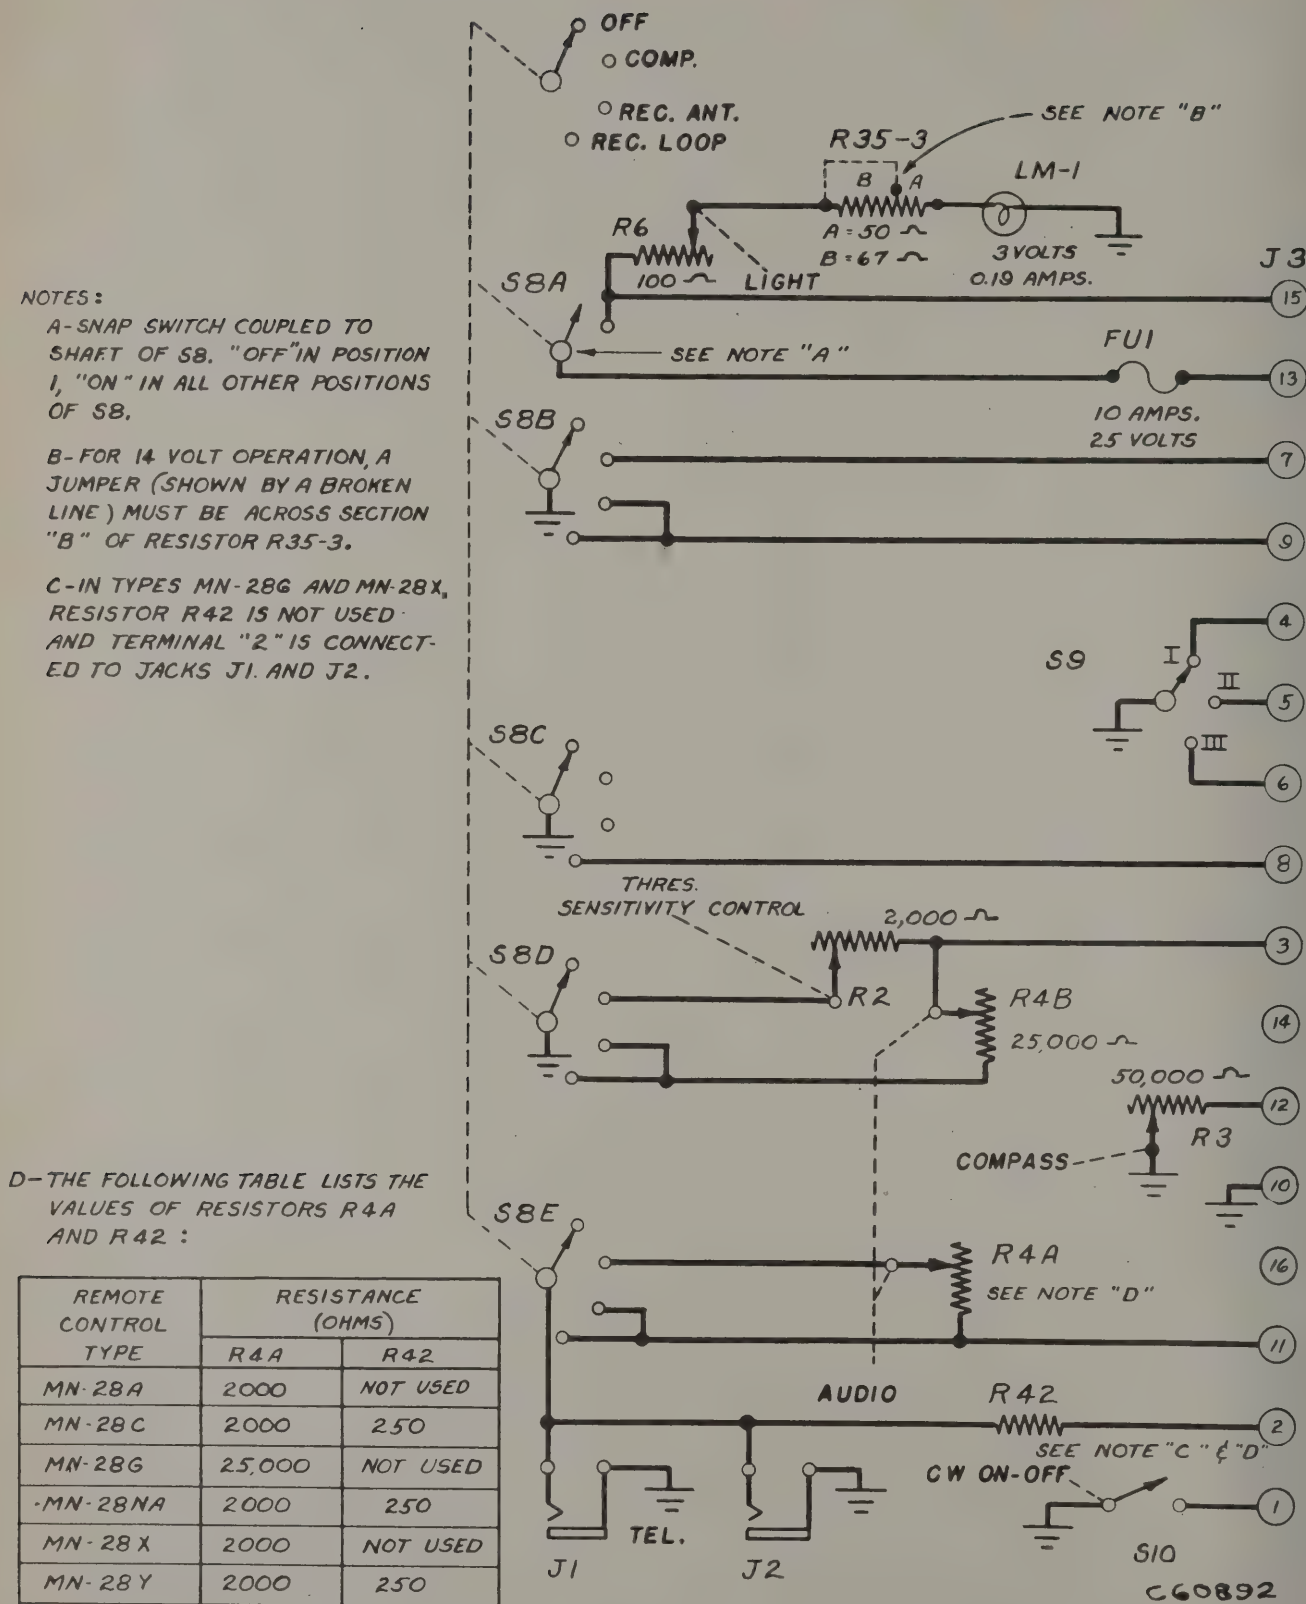 OFF
COMP.
REC. ANT.
REC. LOOP
SEE NOTE "B"
R35-3
LM-1
B A
R6
A=50 ⌒
B=67 ⌒
3 VOLTS
0.19 AMPS.
J3
100 ⌒
LIGHT
S8A
15
SEE NOTE "A"
FU1
13
10 AMPS.
25 VOLTS
NOTES:
A-SNAP SWITCH COUPLED TO
SHAFT OF S8. "OFF" IN POSITION
1, "ON" IN ALL OTHER POSITIONS
OF S8.
B-FOR 14 VOLT OPERATION, A
JUMPER (SHOWN BY A BROKEN
LINE) MUST BE ACROSS SECTION
"B" OF RESISTOR R35-3.
C-IN TYPES MN-28G AND MN-28X,
RESISTOR R42 IS NOT USED
AND TERMINAL "2" IS CONNECT-
ED TO JACKS J1. AND J2.
S8B
7
9
4
S9
I
II
5
III
6
S8C
8
THRES.
SENSITIVITY CONTROL
2,000 ⌒
3
S8D
R2
R4B
14
25,000 ⌒
50,000 ⌒
12
R3
COMPASS
10
D-THE FOLLOWING TABLE LISTS THE
VALUES OF RESISTORS R4A
AND R42:
S8E
R4A
16
SEE NOTE "D"
11
AUDIO
R42
2
SEE NOTE "C" & "D"
CW ON-OFF
1
TEL.
J1
J2
S10
C60892
REMOTE CONTROL TYPE RESISTANCE (OHMS)
R4A R42
MN-28A 2000 NOT USED
MN-28C 2000 250
MN-28G 25,000 NOT USED
MN-28NA 2000 250
MN-28X 2000 NOT USED
MN-28Y 2000 250